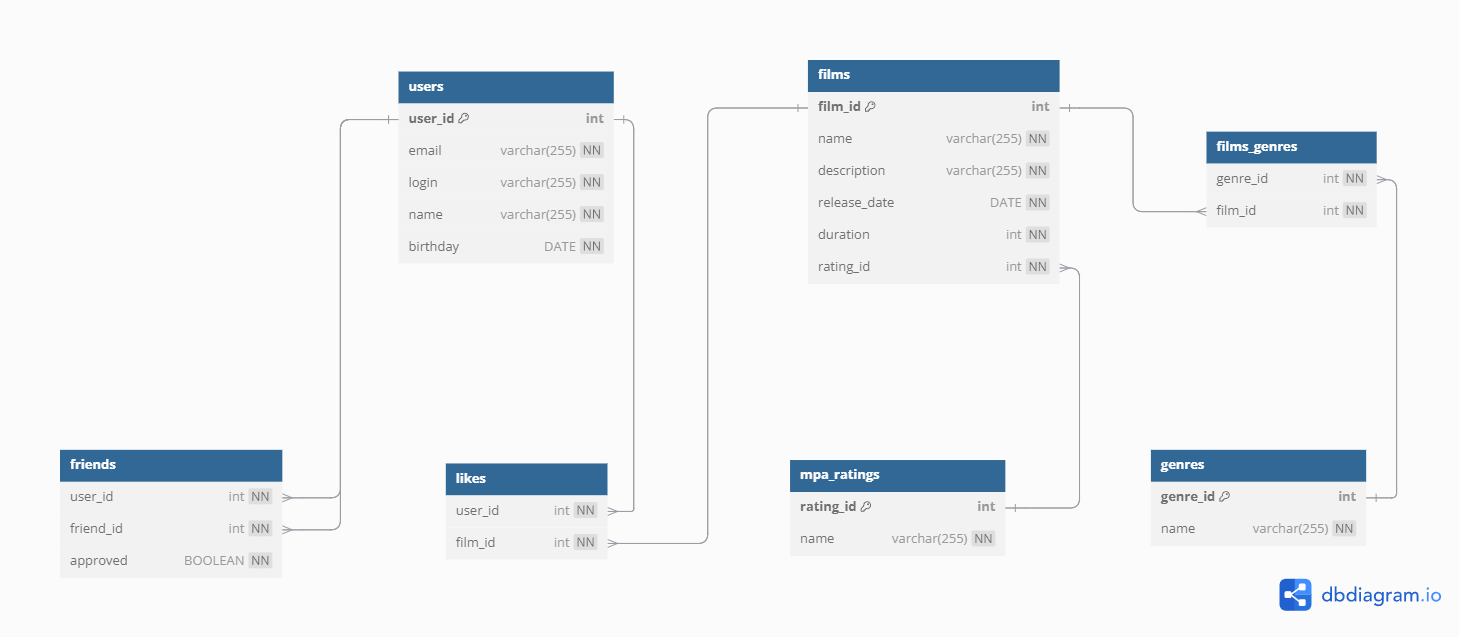 users
user_id int
email varchar(255) NN
login varchar(255) NN
name varchar(255) NN
birthday DATE NN
films
film_id int
name varchar(255) NN
description varchar(255) NN
release_date DATE NN
duration int NN
rating_id int NN
films_genres
genre_id int NN
film_id int NN
friends
user_id int NN
friend_id int NN
approved BOOLEAN NN
likes
user_id int NN
film_id int NN
mpa_ratings
rating_id int
name varchar(255) NN
genres
genre_id int
name varchar(255) NN
dbdiagram.io